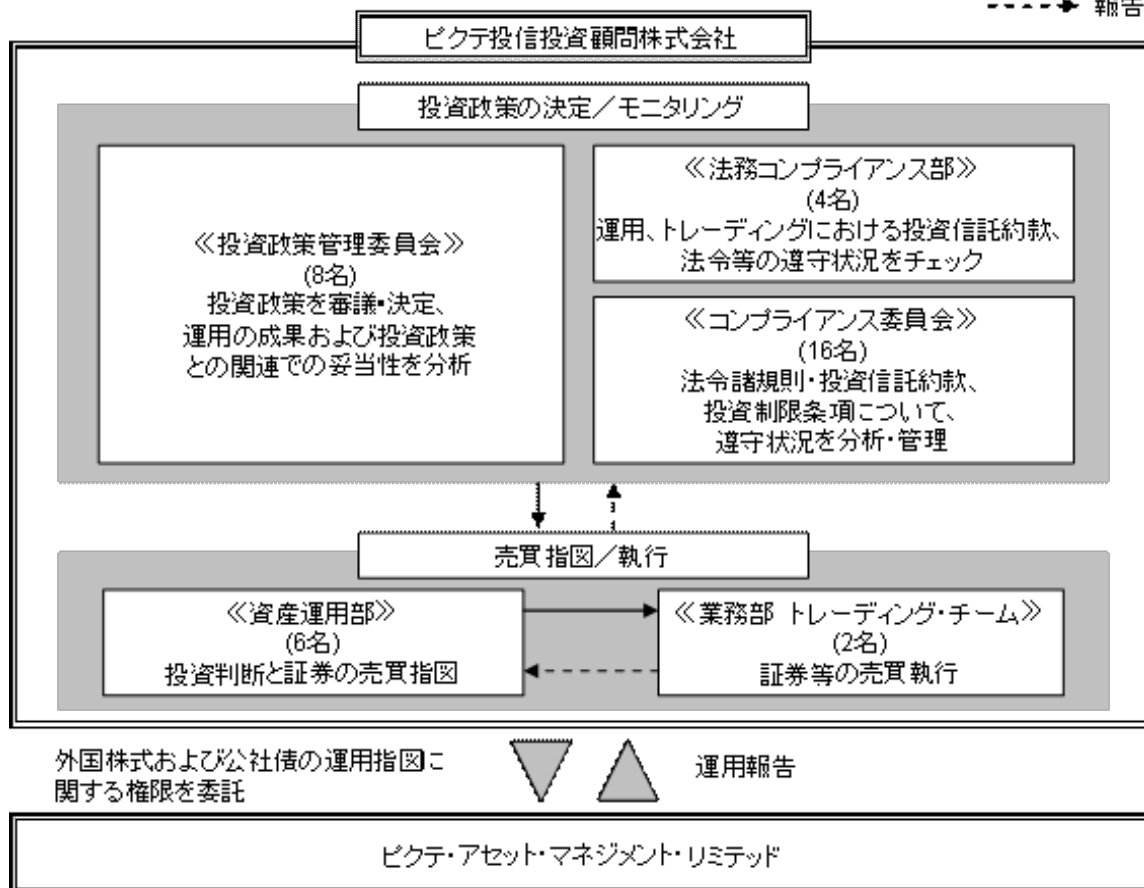 報告
ピクテ投信投資顧問株式会社
投資政策の決定／モニタリング
≪投資政策管理委員会≫
(8名)
投資政策を審議・決定、
運用の成果および投資政策
との関連での妥当性を分析
≪法務コンプライアンス部≫
(4名)
運用、トレーディングにおける投資信託約款、
法令等の遵守状況をチェック
≪コンプライアンス委員会≫
(16名)
法令諸規則・投資信託約款、
投資制限条項について、
遵守状況を分析・管理
売買指図／執行
≪資産運用部≫
(6名)
投資判断と証券の売買指図
≪業務部 トレーディング・チーム≫
(2名)
証券等の売買執行
外国株式および公社債の運用指図に
関する権限を委託
運用報告
ピクテ・アセット・マネジメント・リミテッド